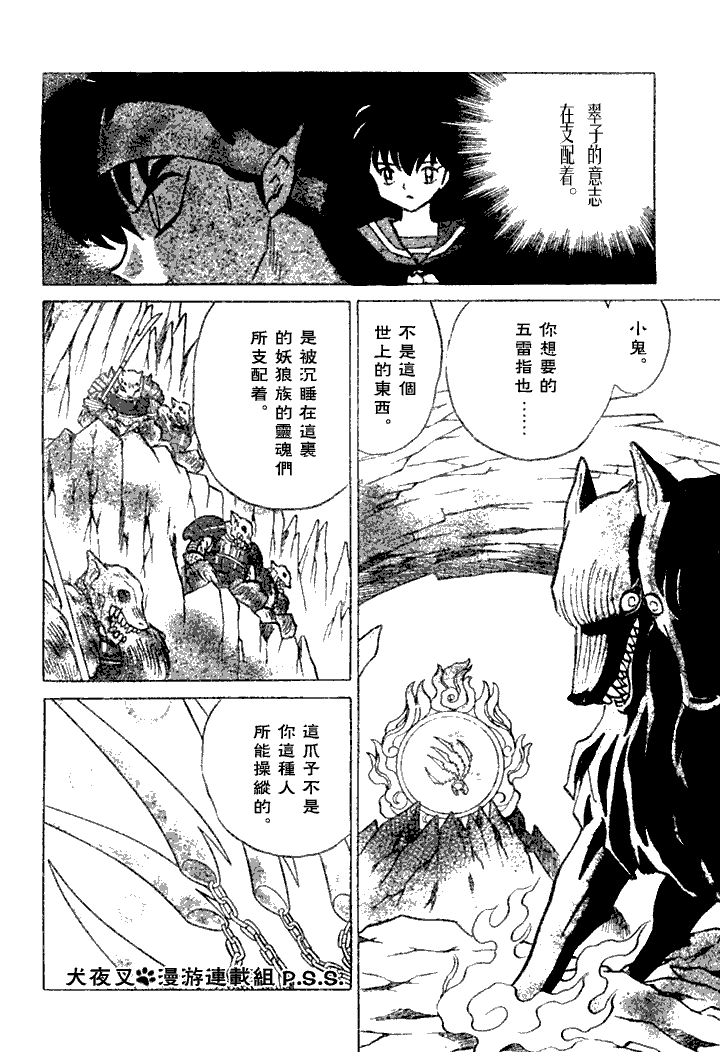 翠子的意志
在支配着。
小鬼。
你想要的
五雷指也……
不是這個
世上的東西。
是被沉睡在這裏
的妖狼族的靈魂們
所支配着。
這爪子不是
你這種人
所能操縱的。
犬夜叉 漫游連載組 P.S.S.